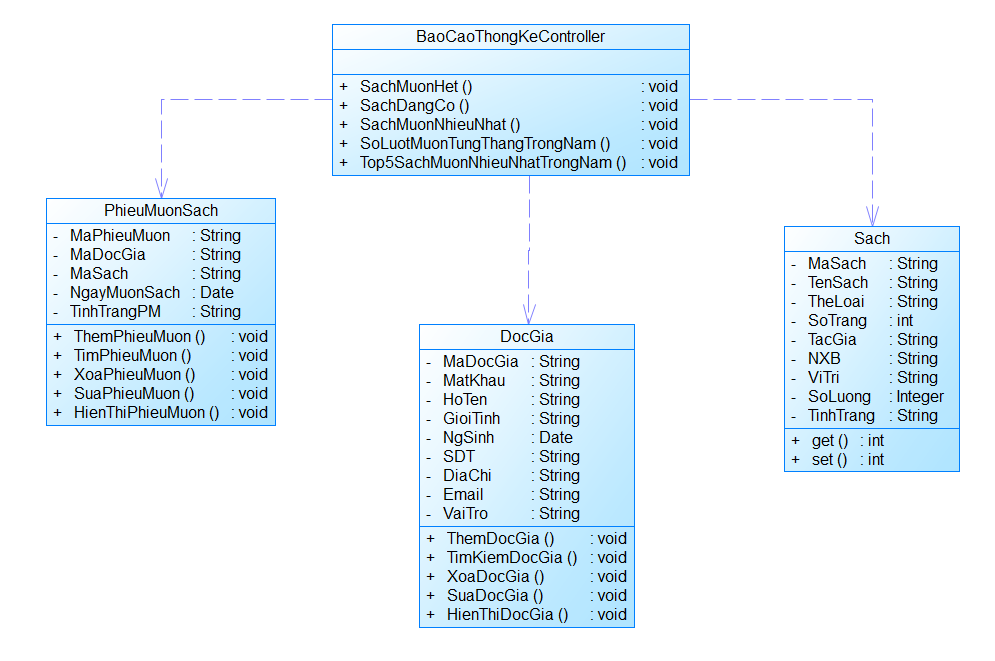 BaoCaoThongKeController
+ SachMuonHet () : void
+ SachDangCo () : void
+ SachMuonNhieuNhat () : void
+ SoLuotMuonTungThangTrongNam () : void
+ Top5SachMuonNhieuNhatTrongNam () : void
PhieuMuonSach
- MaPhieuMuon : String
- MaDocGia : String
- MaSach : String
- NgayMuonSach : Date
- TinhTrangPM : String
+ ThemPhieuMuon () : void
+ TimPhieuMuon () : void
+ XoaPhieuMuon () : void
+ SuaPhieuMuon () : void
+ HienThiPhieuMuon () : void
DocGia
- MaDocGia : String
- MatKhau : String
- HoTen : String
- GioiTinh : String
- NgSinh : Date
- SDT : String
- DiaChi : String
- Email : String
- VaiTro : String
+ ThemDocGia () : void
+ TimKiemDocGia () : void
+ XoaDocGia () : void
+ SuaDocGia () : void
+ HienThiDocGia () : void
Sach
- MaSach : String
- TenSach : String
- TheLoai : String
- SoTrang : int
- TacGia : String
- NXB : String
- ViTri : String
- SoLuong : Integer
- TinhTrang : String
+ get () : int
+ set () : int